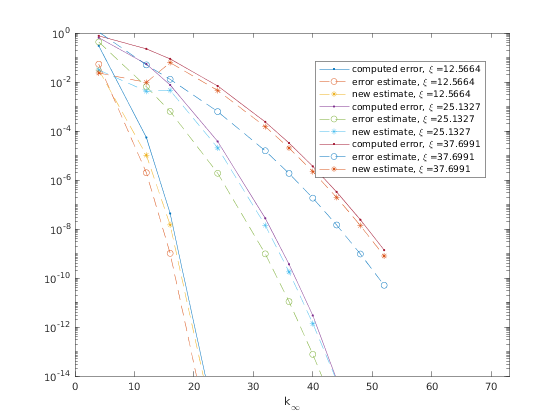 10^0
10^-2
10^-4
10^-6
10^-8
10^-10
10^-12
10^-14
0 10 20 30 40 50 60 70
k_∞
computed error, ξ =12.5664
error estimate, ξ =12.5664
new estimate, ξ =12.5664
computed error, ξ =25.1327
error estimate, ξ =25.1327
new estimate, ξ =25.1327
computed error, ξ =37.6991
error estimate, ξ =37.6991
new estimate, ξ =37.6991